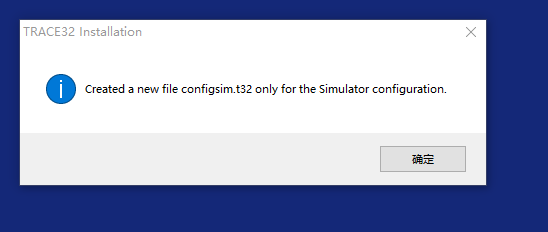 TRACE32 Installation
Created a new file configsim.t32 only for the Simulator configuration.
确定